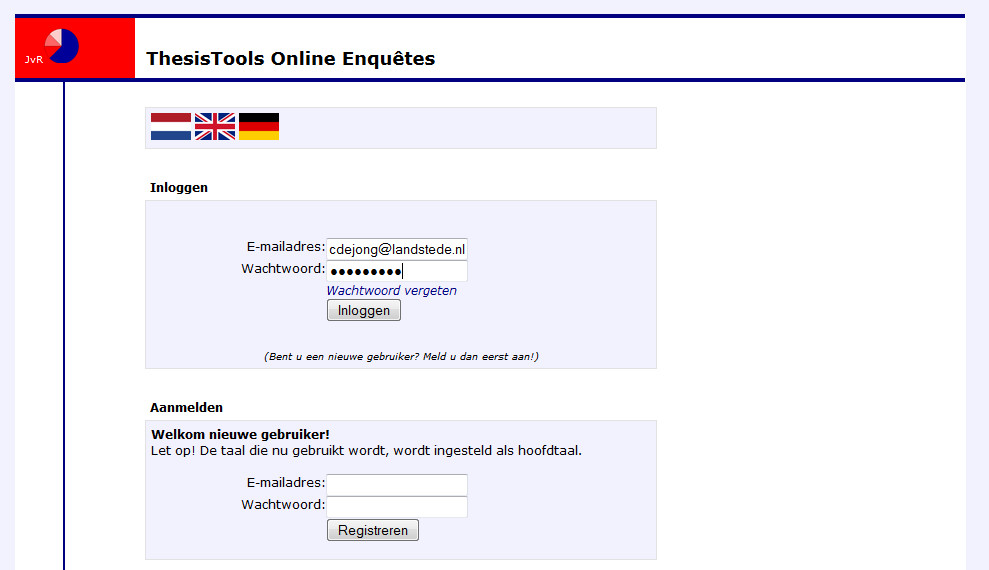 JvR
ThesisTools Online Enquêtes
Inloggen
E-mailadres: cdejong@landstede.nl
Wachtwoord: •••••••••
Wachtwoord vergeten
Inloggen
(Bent u een nieuwe gebruiker? Meld u dan eerst aan!)
Aanmelden
Welkom nieuwe gebruiker!
Let op! De taal die nu gebruikt wordt, wordt ingesteld als hoofdtaal.
E-mailadres:
Wachtwoord:
Registreren